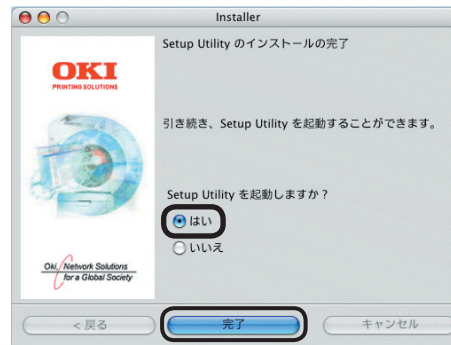 Installer
Setup Utility のインストールの完了
OKI
PRINTING SOLUTIONS
引き続き、Setup Utility を起動することができます。
Setup Utility を起動しますか？
はい
いいえ
Oki, Network Solutions
for a Global Society
< 戻る
完了
キャンセル